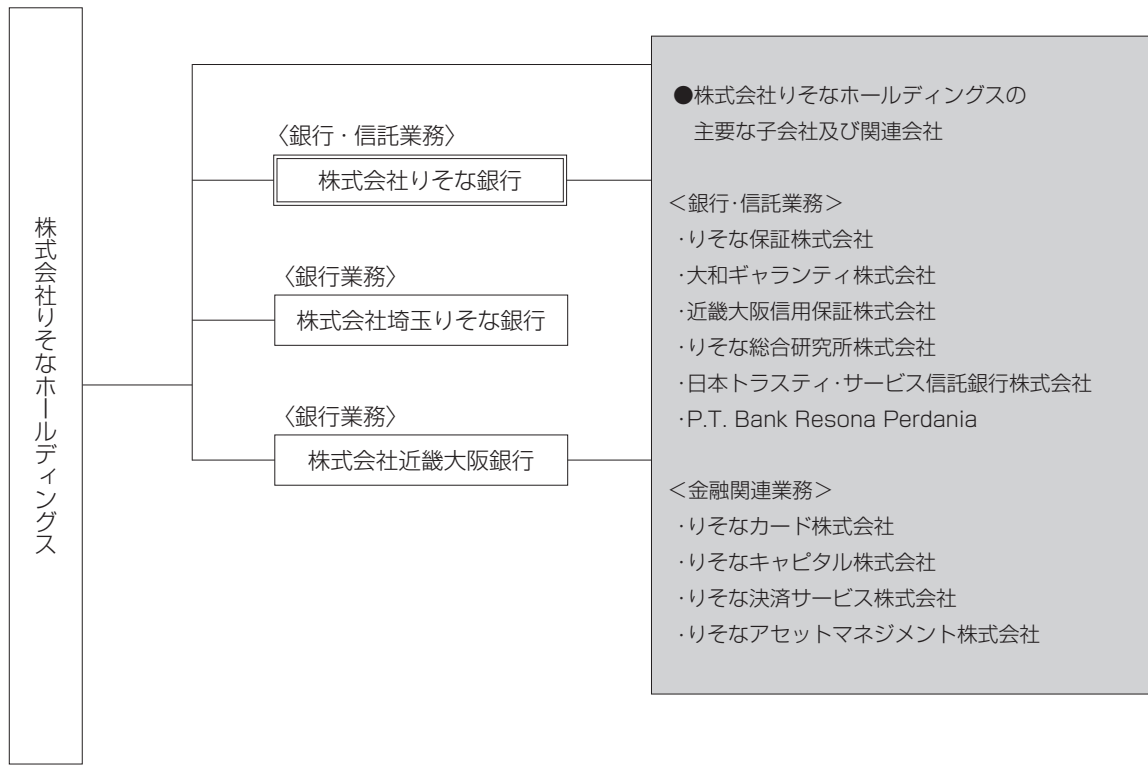 株式会社りそなホールディングス
〈銀行・信託業務〉
株式会社りそな銀行
〈銀行業務〉
株式会社埼玉りそな銀行
〈銀行業務〉
株式会社近畿大阪銀行
●株式会社りそなホールディングスの
主要な子会社及び関連会社
＜銀行・信託業務＞
・りそな保証株式会社
・大和ギャランティ株式会社
・近畿大阪信用保証株式会社
・りそな総合研究所株式会社
・日本トラスティ・サービス信託銀行株式会社
・P.T. Bank Resona Perdania
＜金融関連業務＞
・りそなカード株式会社
・りそなキャピタル株式会社
・りそな決済サービス株式会社
・りそなアセットマネジメント株式会社